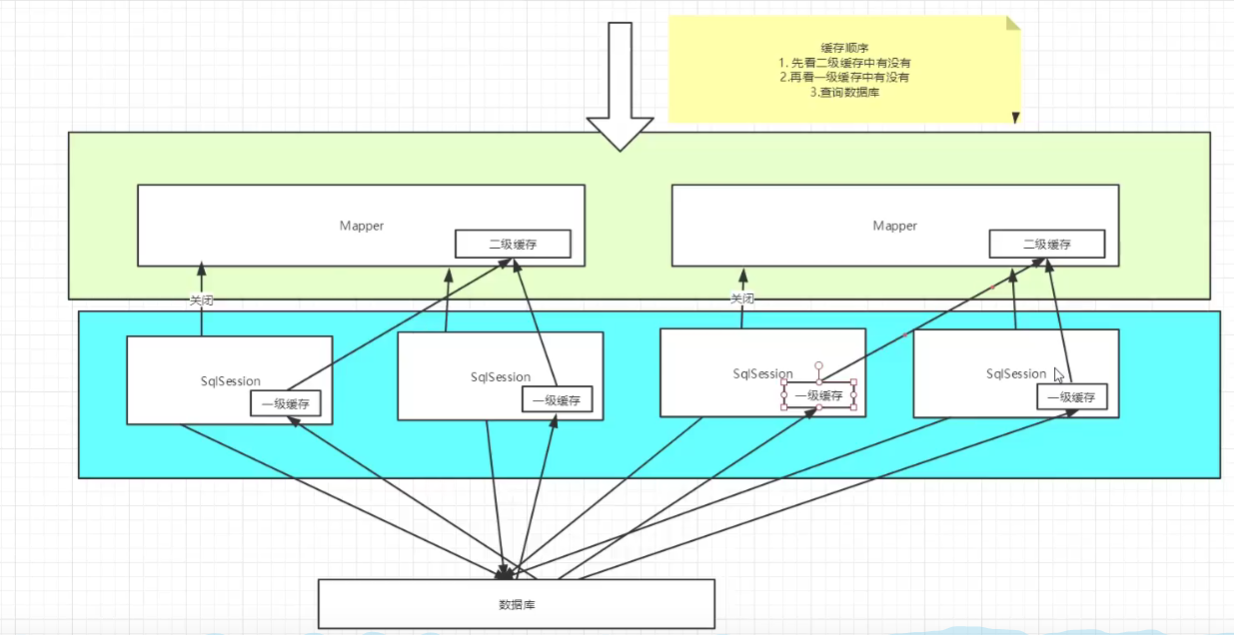 缓存顺序
1. 先看二级缓存中有没有
2.再看一级缓存中有没有
3.查询数据库
Mapper
二级缓存
Mapper
二级缓存
关闭
关闭
SqlSession
一级缓存
SqlSession
一级缓存
SqlSession
一级缓存
SqlSession
一级缓存
数据库